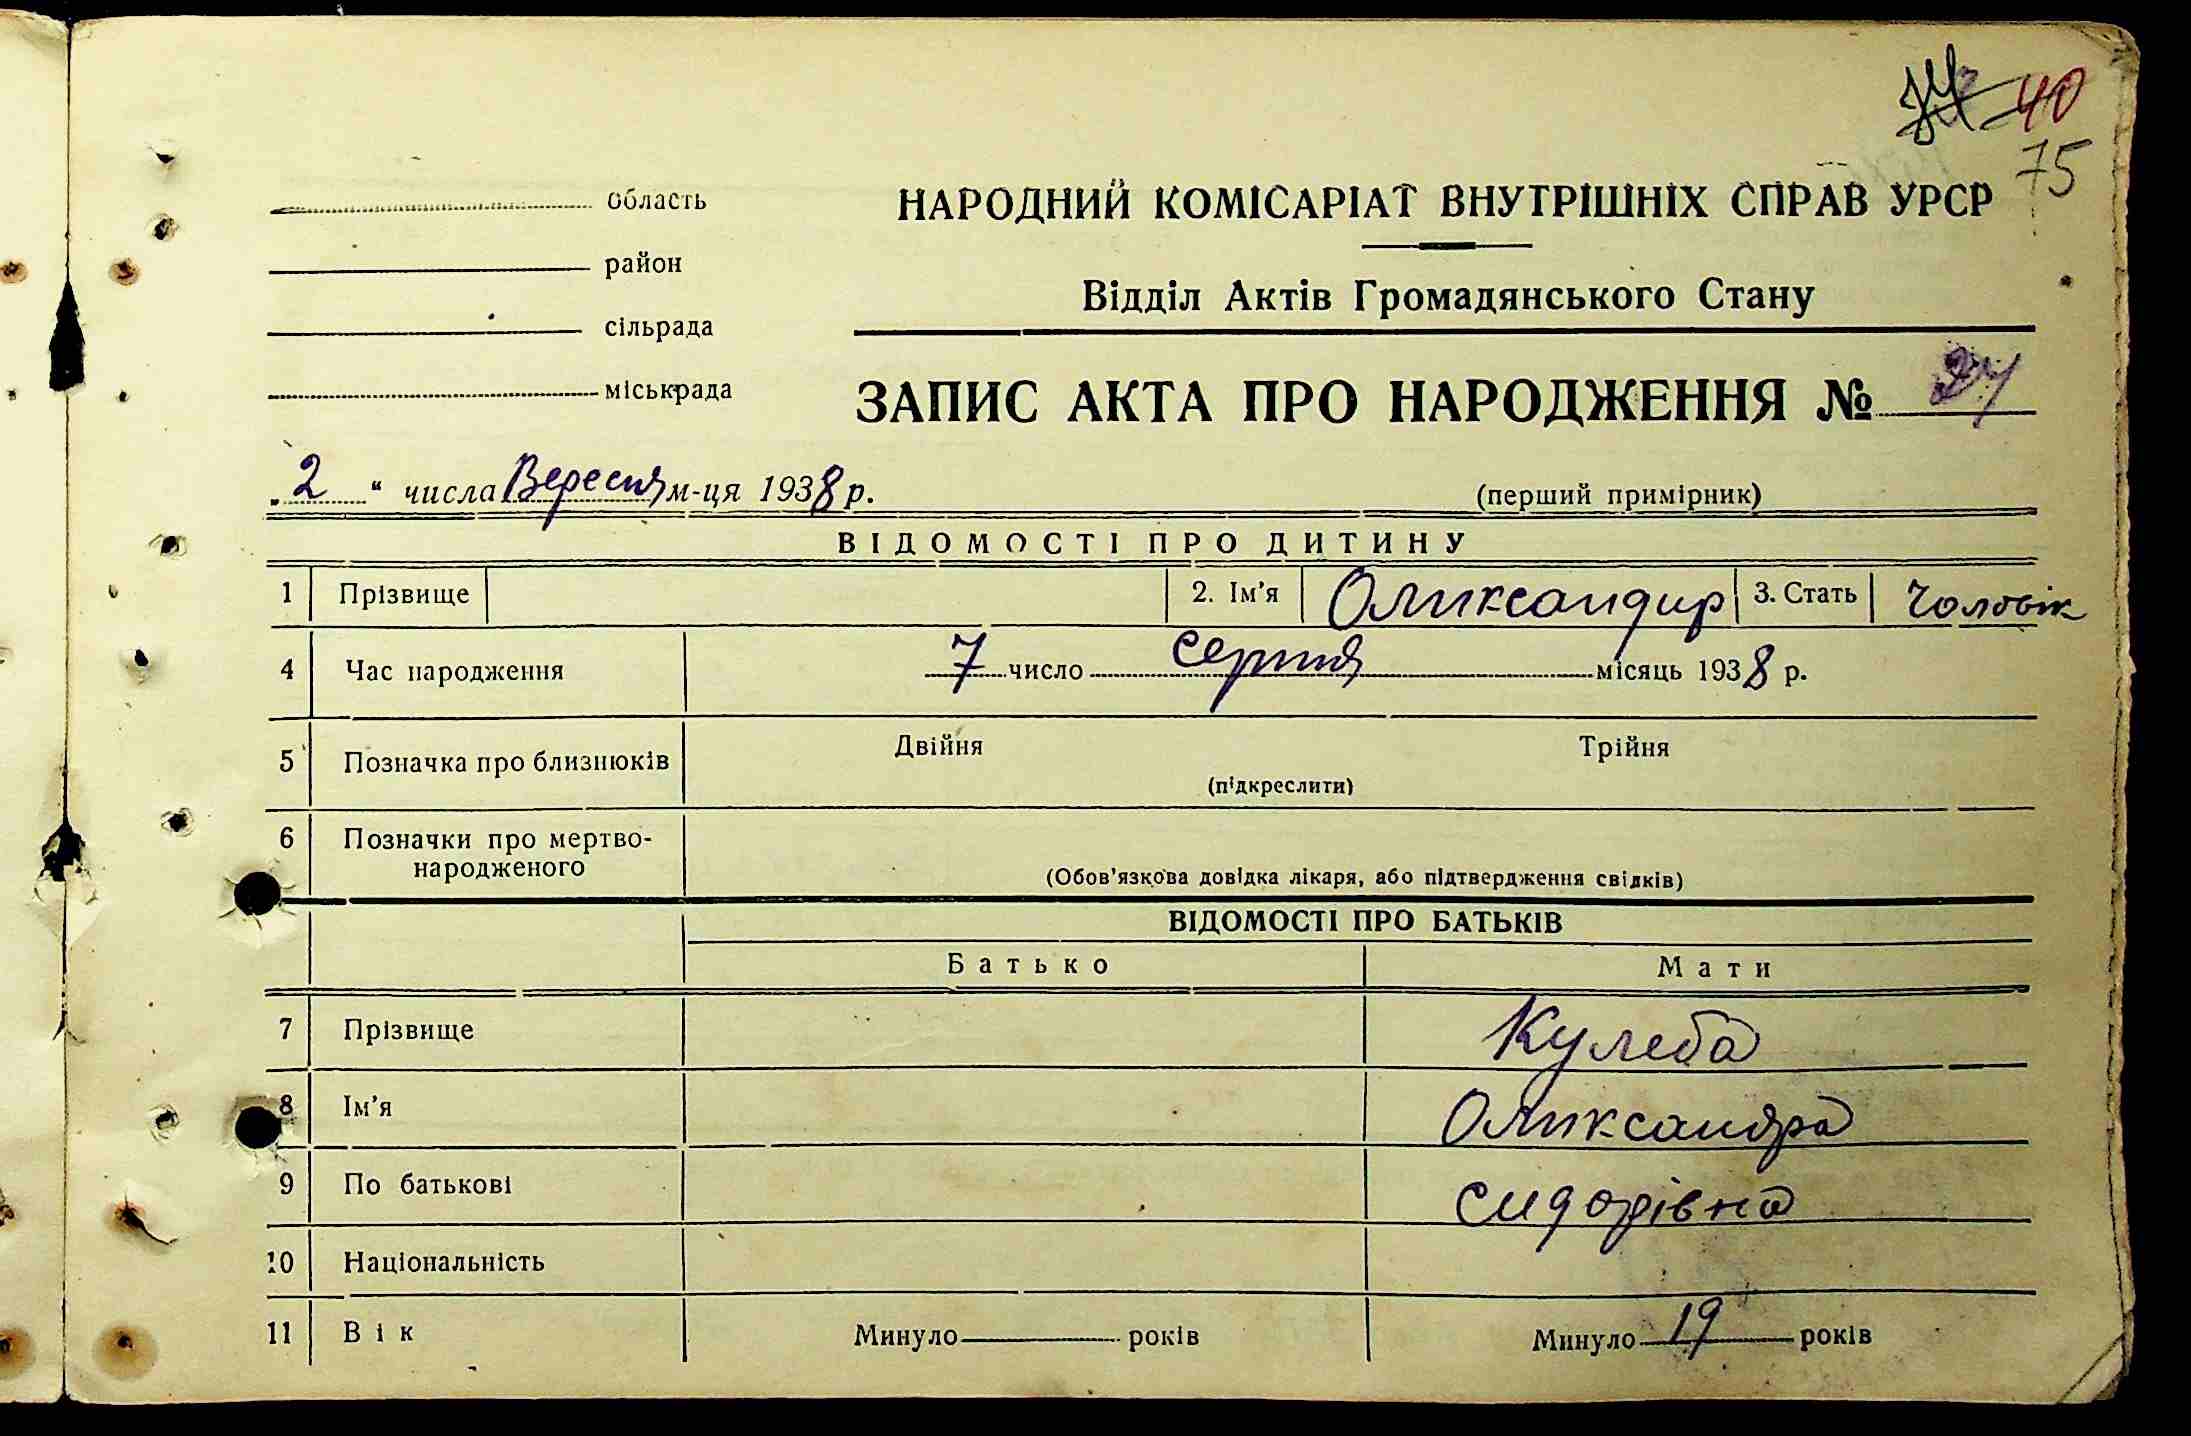 40
75
область
НАРОДНИЙ КОМІСАРІАТ ВНУТРІШНІХ СПРАВ УРСР
район
Відділ Актів Громадянського Стану
сільрада
міськрада
ЗАПИС АКТА ПРО НАРОДЖЕННЯ №
„2“ числа Вересня м-ця 1938 р.
(перший примірник)
ВІДОМОСТІ ПРО ДИТИНУ
1 Прізвище 2. Ім'я Оликсандир 3. Стать Чоловік
4 Час народження 7 число серпня місяць 1938 р.
5 Позначка про близнюків Двійня Трійня
(підкреслити)
6 Позначки про мертво-
народженого
(Обов'язкова довідка лікаря, або підтвердження свідків)
ВІДОМОСТІ ПРО БАТЬКІВ
Батько Мати
7 Прізвище Кулеба
8 Ім'я Оликсандра
9 По батькові сидорівна
10 Національність
11 Вік Минуло років Минуло 19 років